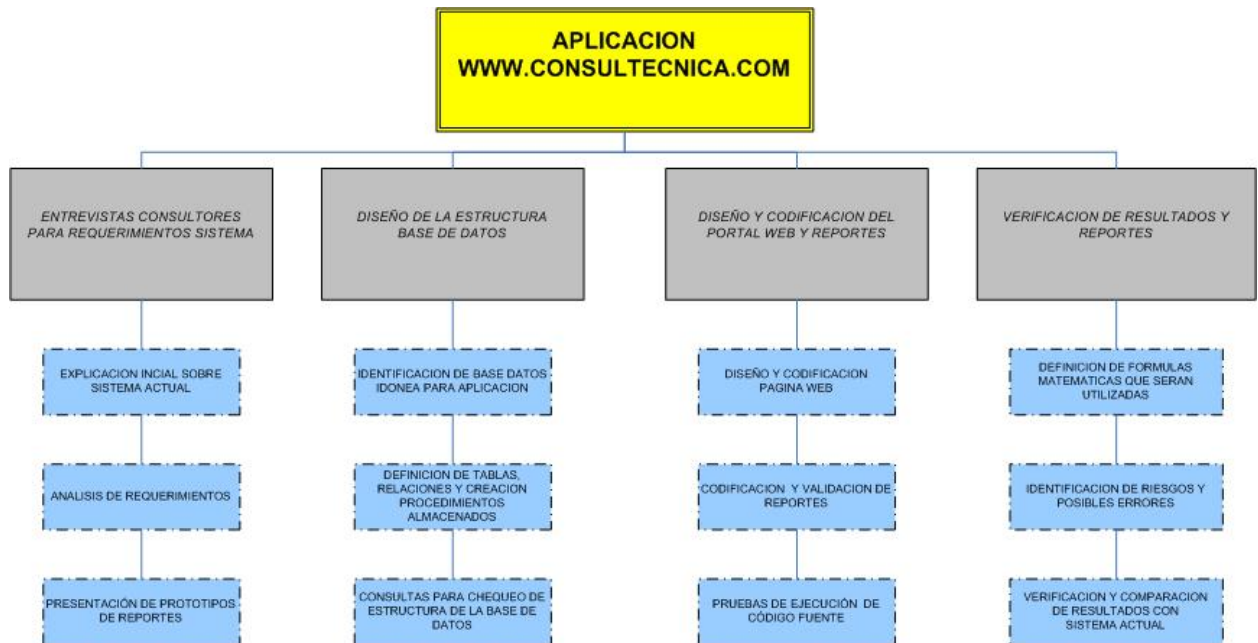 APLICACION
WWW.CONSULTECNICA.COM
ENTREVISTAS CONSULTORES
PARA REQUERIMIENTOS SISTEMA
DISEÑO DE LA ESTRUCTURA
BASE DE DATOS
DISEÑO Y CODIFICACION DEL
PORTAL WEB Y REPORTES
VERIFICACION DE RESULTADOS Y
REPORTES
EXPLICACION INCIAL SOBRE
SISTEMA ACTUAL
IDENTIFICACION DE BASE DATOS
IDONEA PARA APLICACION
DISEÑO Y CODIFICACION
PAGINA WEB
DEFINICION DE FORMULAS
MATEMATICAS QUE SERAN
UTILIZADAS
ANALISIS DE REQUERIMIENTOS
DEFINICION DE TABLAS,
RELACIONES Y CREACION
PROCEDIMIENTOS
ALMACENADOS
CODIFICACION Y VALIDACION DE
REPORTES
IDENTIFICACION DE RIESGOS Y
POSIBLES ERRORES
PRESENTACIÓN DE PROTOTIPOS
DE REPORTES
CONSULTAS PARA CHEQUEO DE
ESTRUCTURA DE LA BASE DE
DATOS
PRUEBAS DE EJECUCIÓN DE
CÓDIGO FUENTE
VERIFICACION Y COMPARACION
DE RESULTADOS CON
SISTEMA ACTUAL